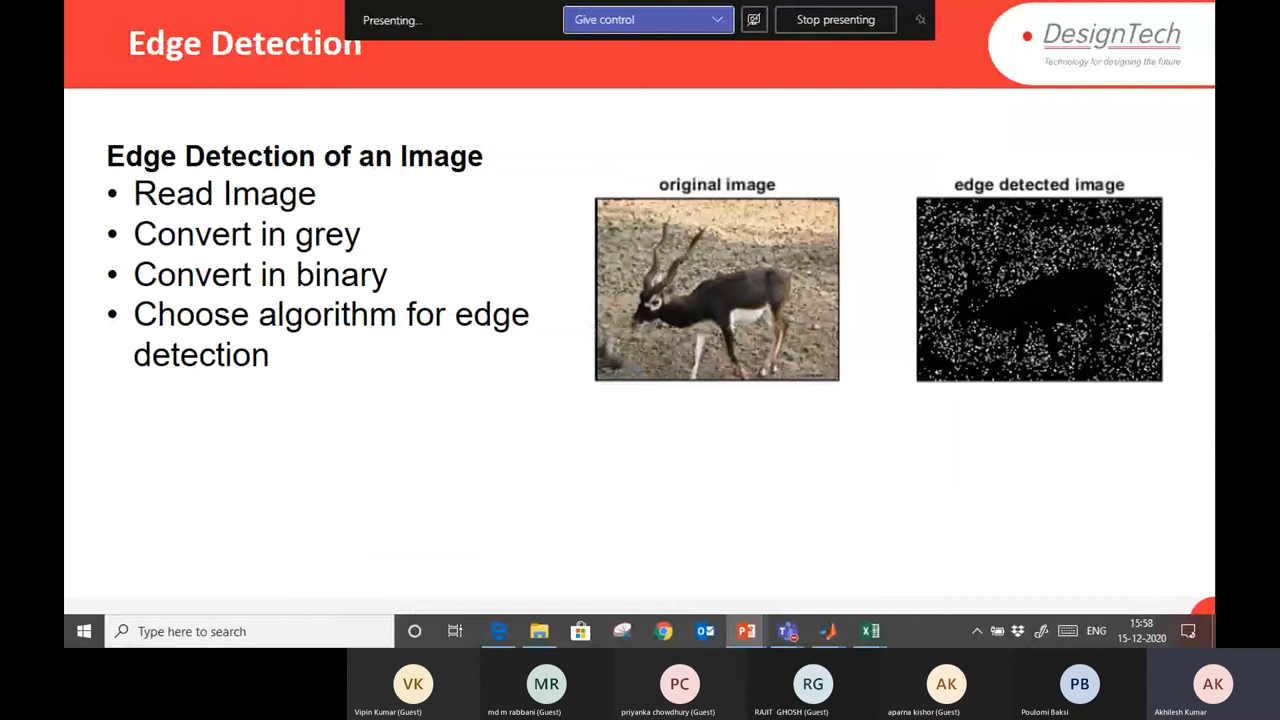 Presenting...
Give control
Stop presenting
Edge Detection
DesignTech
Technology for designing the future
Edge Detection of an Image
• Read Image
• Convert in grey
• Convert in binary
• Choose algorithm for edge
detection
original image
edge detected image
Type here to search
ENG
15:58
15-12-2020
VK
MR
PC
RG
AK
PB
AK
Vipin Kumar (Guest)
md m rabbani (Guest)
priyanka chowdhury (Guest)
RAJIT GHOSH (Guest)
aparna kishor (Guest)
Poulomi Baksi
Akhilesh Kumar